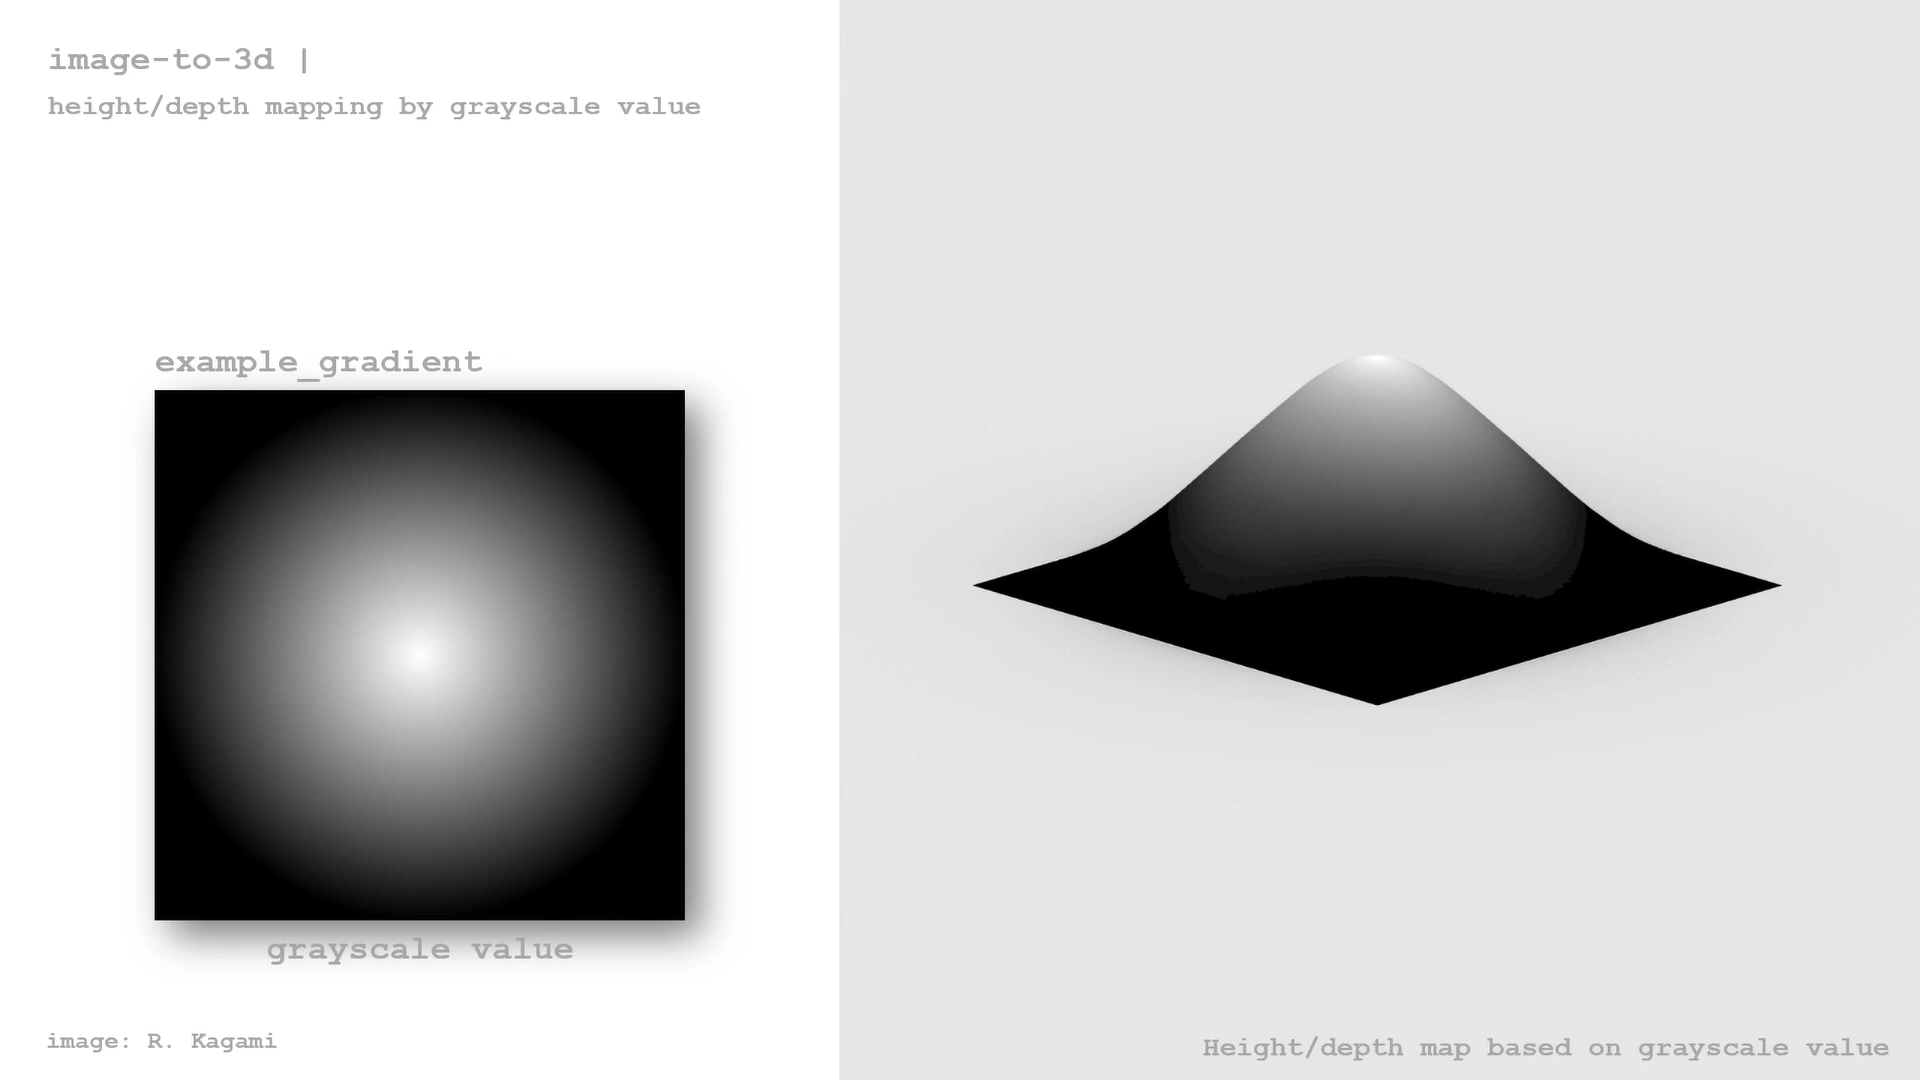 image-to-3d |
height/depth mapping by grayscale value
example_gradient
grayscale value
image: R. Kagami
Height/depth map based on grayscale value